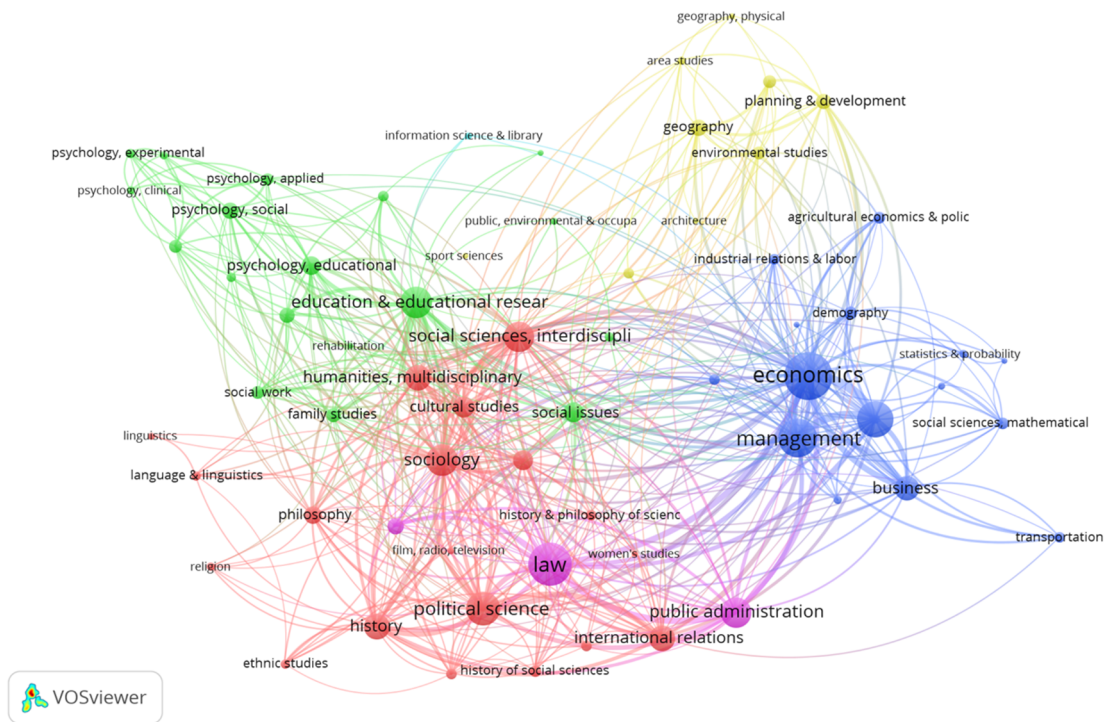 geography, physical
area studies
planning & development
geography
information science & library
environmental studies
psychology, experimental
psychology, applied
psychology, clinical
psychology, social
public, environmental & occupa
architecture
agricultural economics & polic
sport sciences
industrial relations & labor
psychology, educational
education & educational resear
demography
social sciences, interdiscipli
rehabilitation
statistics & probability
economics
humanities, multidisciplinary
social work
cultural studies
family studies
social issues
social sciences, mathematical
linguistics
management
sociology
language & linguistics
business
philosophy
history & philosophy of scienc
transportation
film, radio, television
women's studies
law
religion
political science
public administration
history
international relations
ethnic studies
history of social sciences
VOSviewer